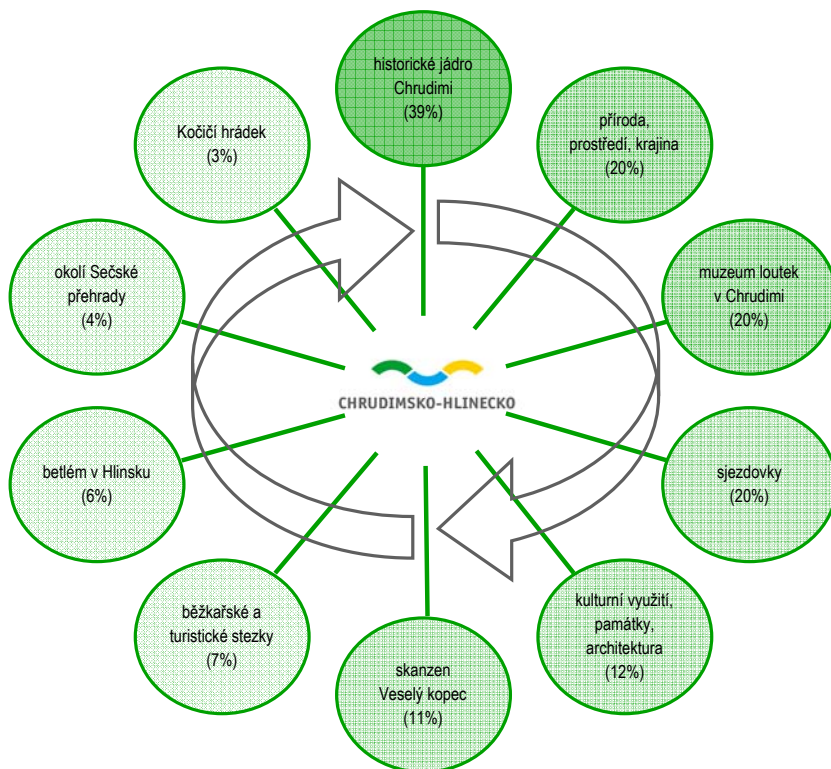 historické jádro
Chrudimi
(39%)
příroda,
prostředí, krajina
(20%)
muzeum loutek
v Chrudimi
(20%)
sjezdovky
(20%)
kulturní využití,
památky,
architektura
(12%)
skanzen
Veselý kopec
(11%)
běžkařské a
turistické stezky
(7%)
betlém v Hlinsku
(6%)
okolí Sečské
přehrady
(4%)
Kočičí hrádek
(3%)
CHRUDIMSKO-HLINECKO